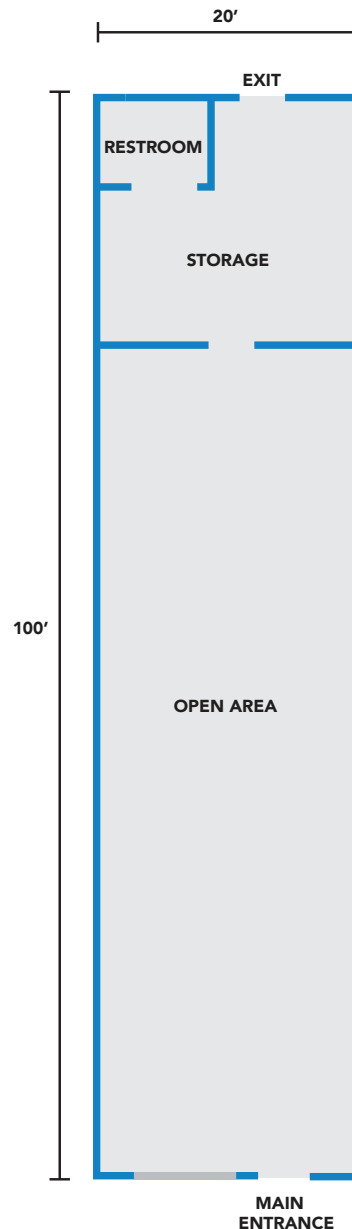 20’
EXIT
RESTROOM
STORAGE
100’
OPEN AREA
MAIN
ENTRANCE